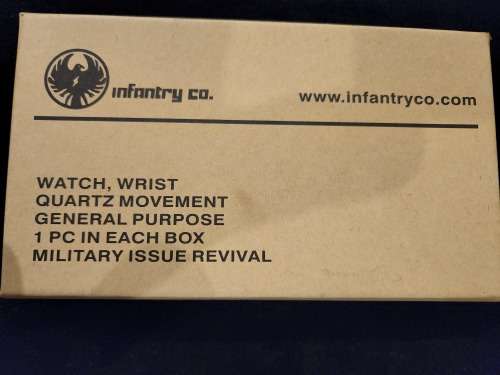 infantry co.
www.infantryco.com
WATCH, WRIST
QUARTZ MOVEMENT
GENERAL PURPOSE
1 PC IN EACH BOX
MILITARY ISSUE REVIVAL